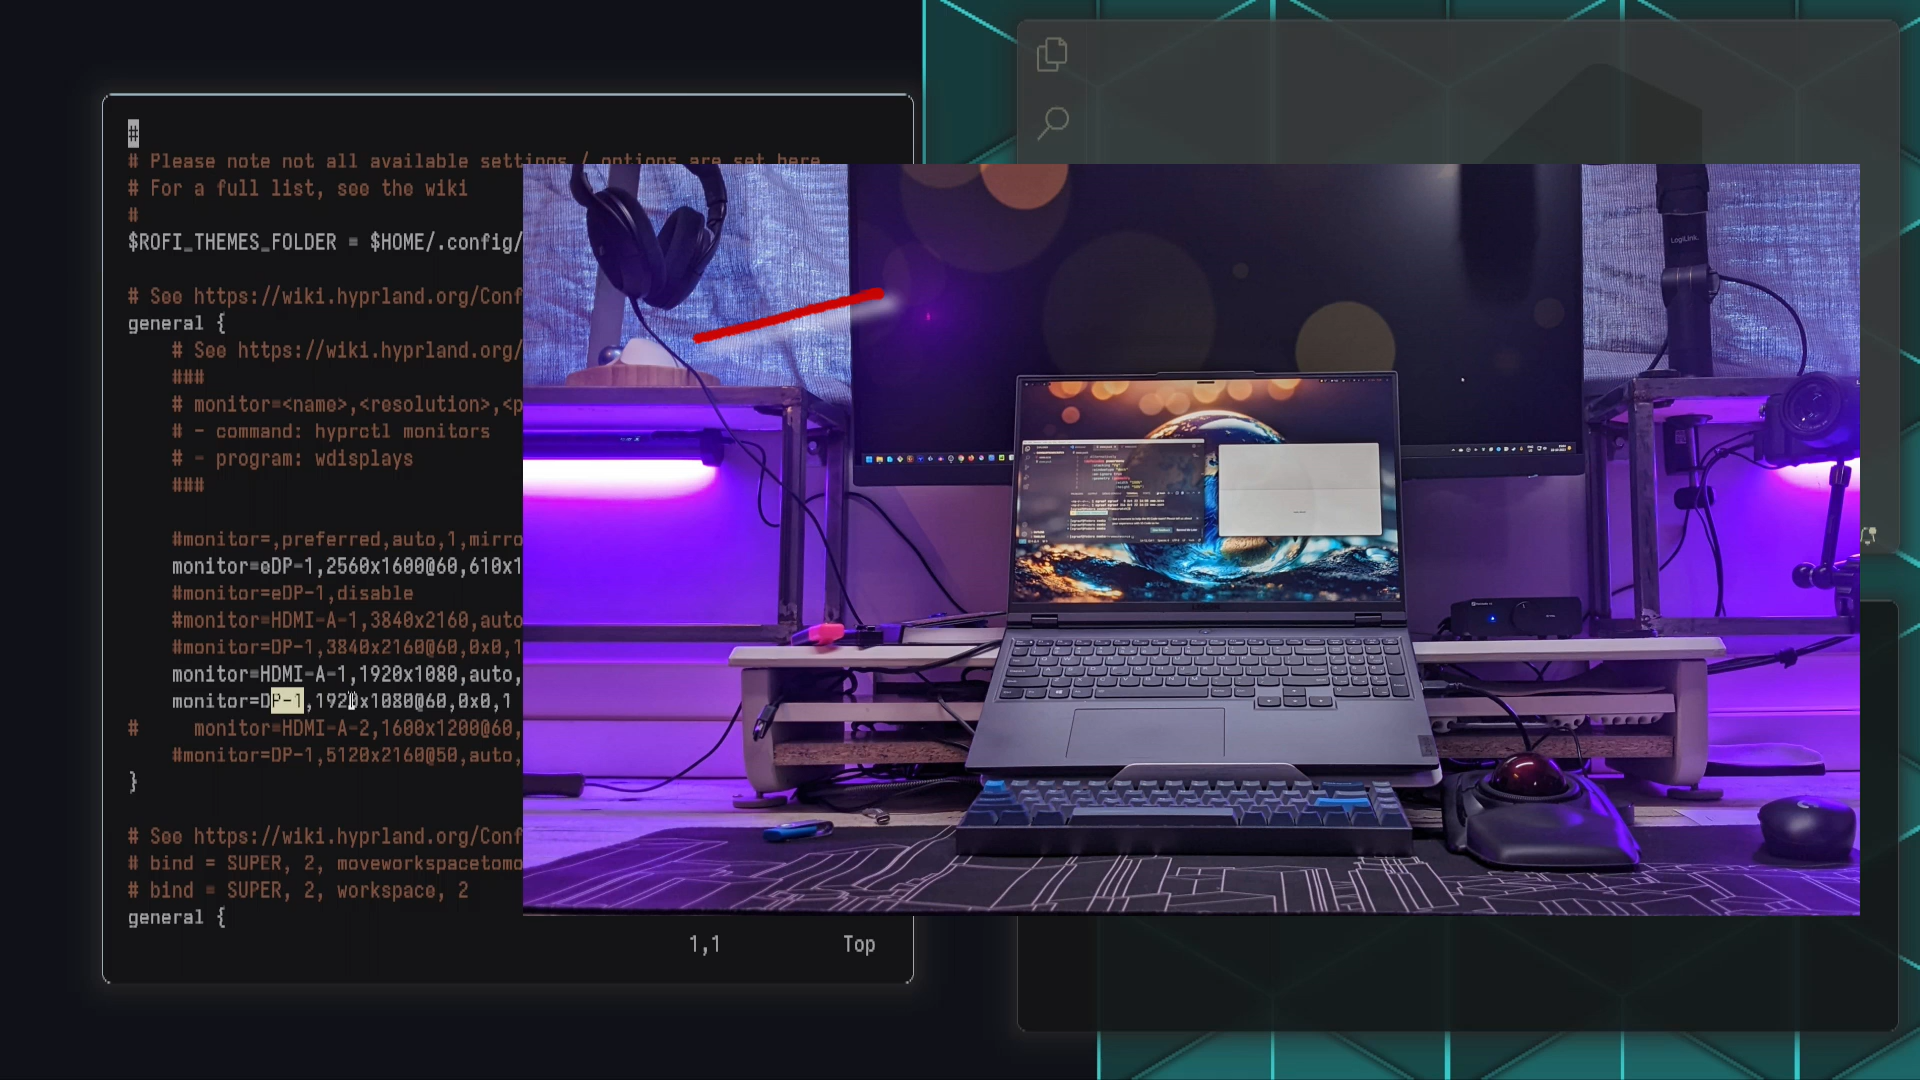 #
# Please note not all available settings / options are set here
# For a full list, see the wiki
#
$ROFI_THEMES_FOLDER = $HOME/.config/
# See https://wiki.hyprland.org/Conf
general {
# See https://wiki.hyprland.org/
###
# monitor=<name>,<resolution>,<p
# - command: hyprctl monitors
# - program: wdisplays
###
#monitor=,preferred,auto,1,mirro
monitor=eDP-1,2560x1600@60,610x1
#monitor=eDP-1,disable
#monitor=HDMI-A-1,3840x2160,auto
#monitor=DP-1,3840x2160@60,0x0,1
monitor=HDMI-A-1,1920x1080,auto,
monitor=DP-1,1920x1080@60,0x0,1
# monitor=HDMI-A-2,1600x1200@60,
#monitor=DP-1,5120x2160@50,auto,
}
# See https://wiki.hyprland.org/Conf
# bind = SUPER, 2, moveworkspacetomo
# bind = SUPER, 2, workspace, 2
general {
1,1 Top
LogiLink